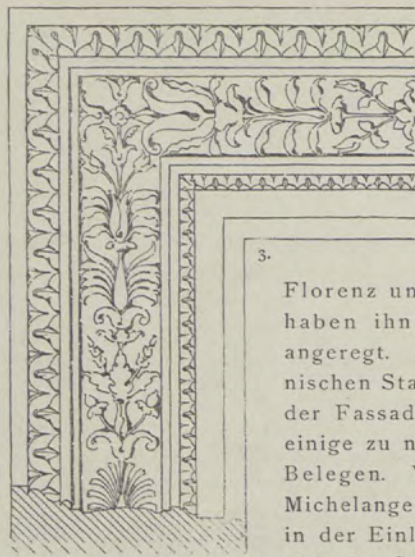 3.
Florenz un
haben ihn
angeregt.
nischen Sta
der Fassad
einige zu n
Belegen.
Michelange
in der Einl